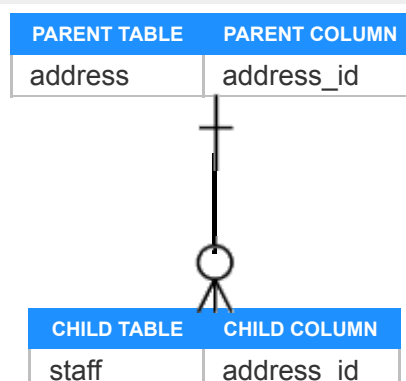 PARENT TABLE PARENT COLUMN
address address_id
CHILD TABLE CHILD COLUMN
staff address_id